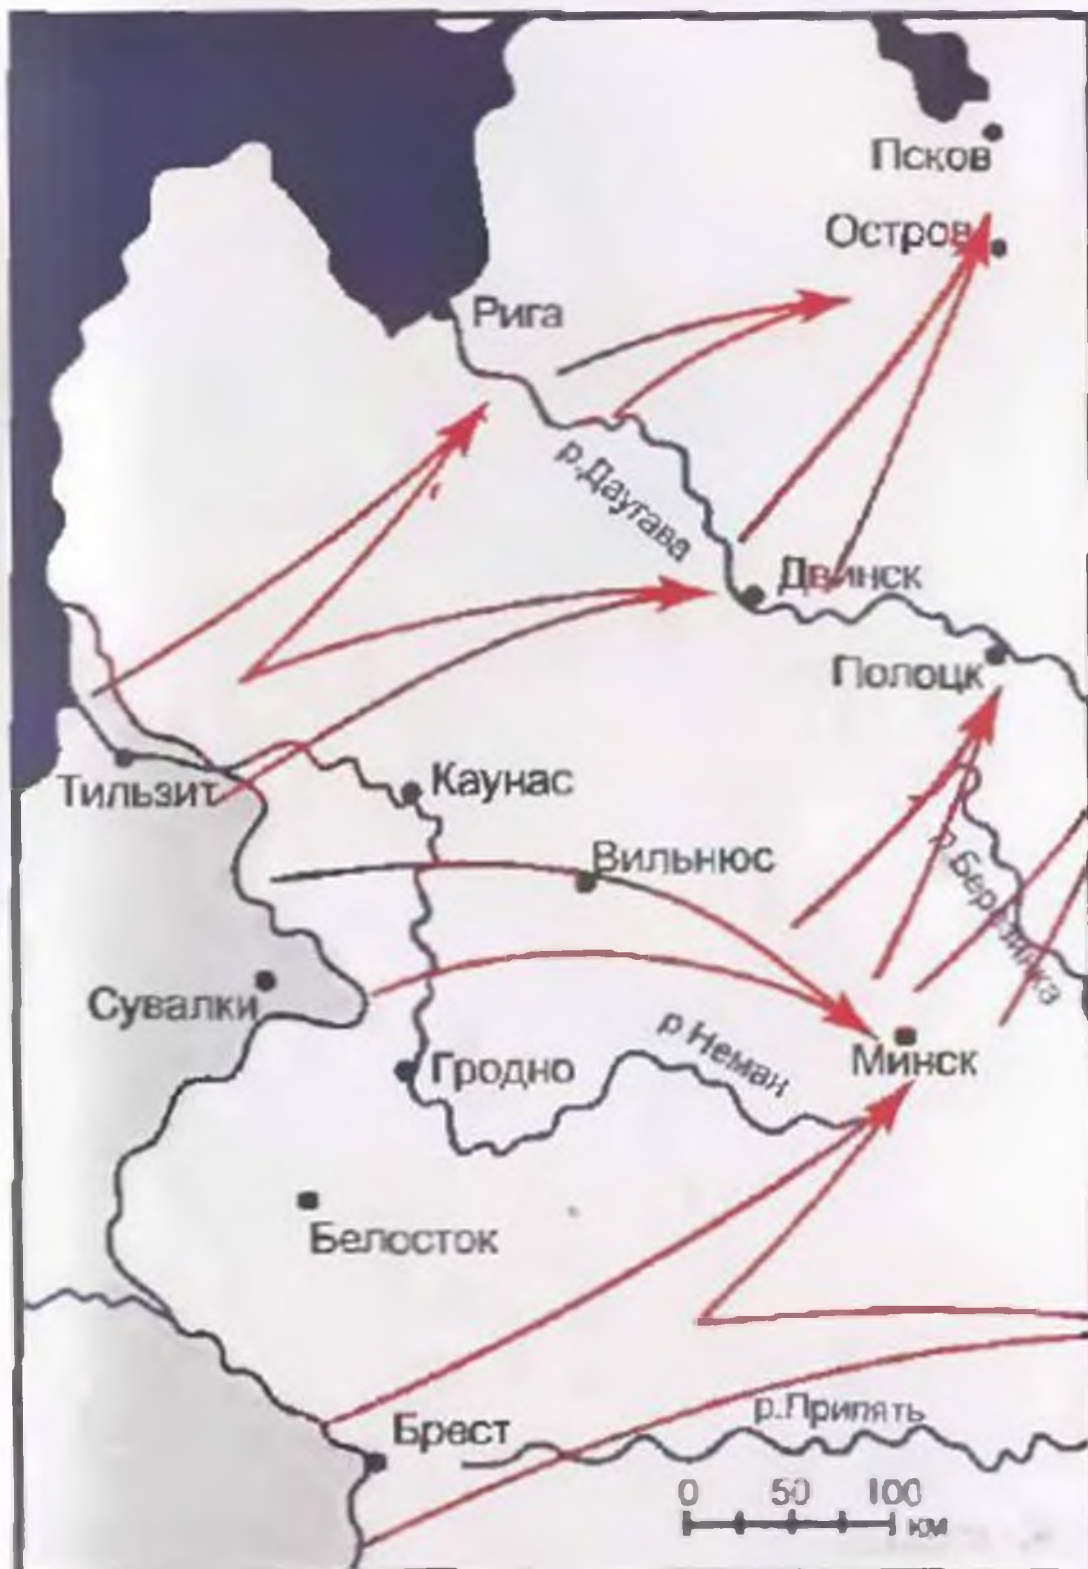 Псков
Остров
Рига
р.Даугава
Двинск
Полоцк
Тильзит
Каунас
Вильнюс
Сувалки
р.Неман
Минск
Гродно
Белосток
Брест
р.Припять
0 50 100
км